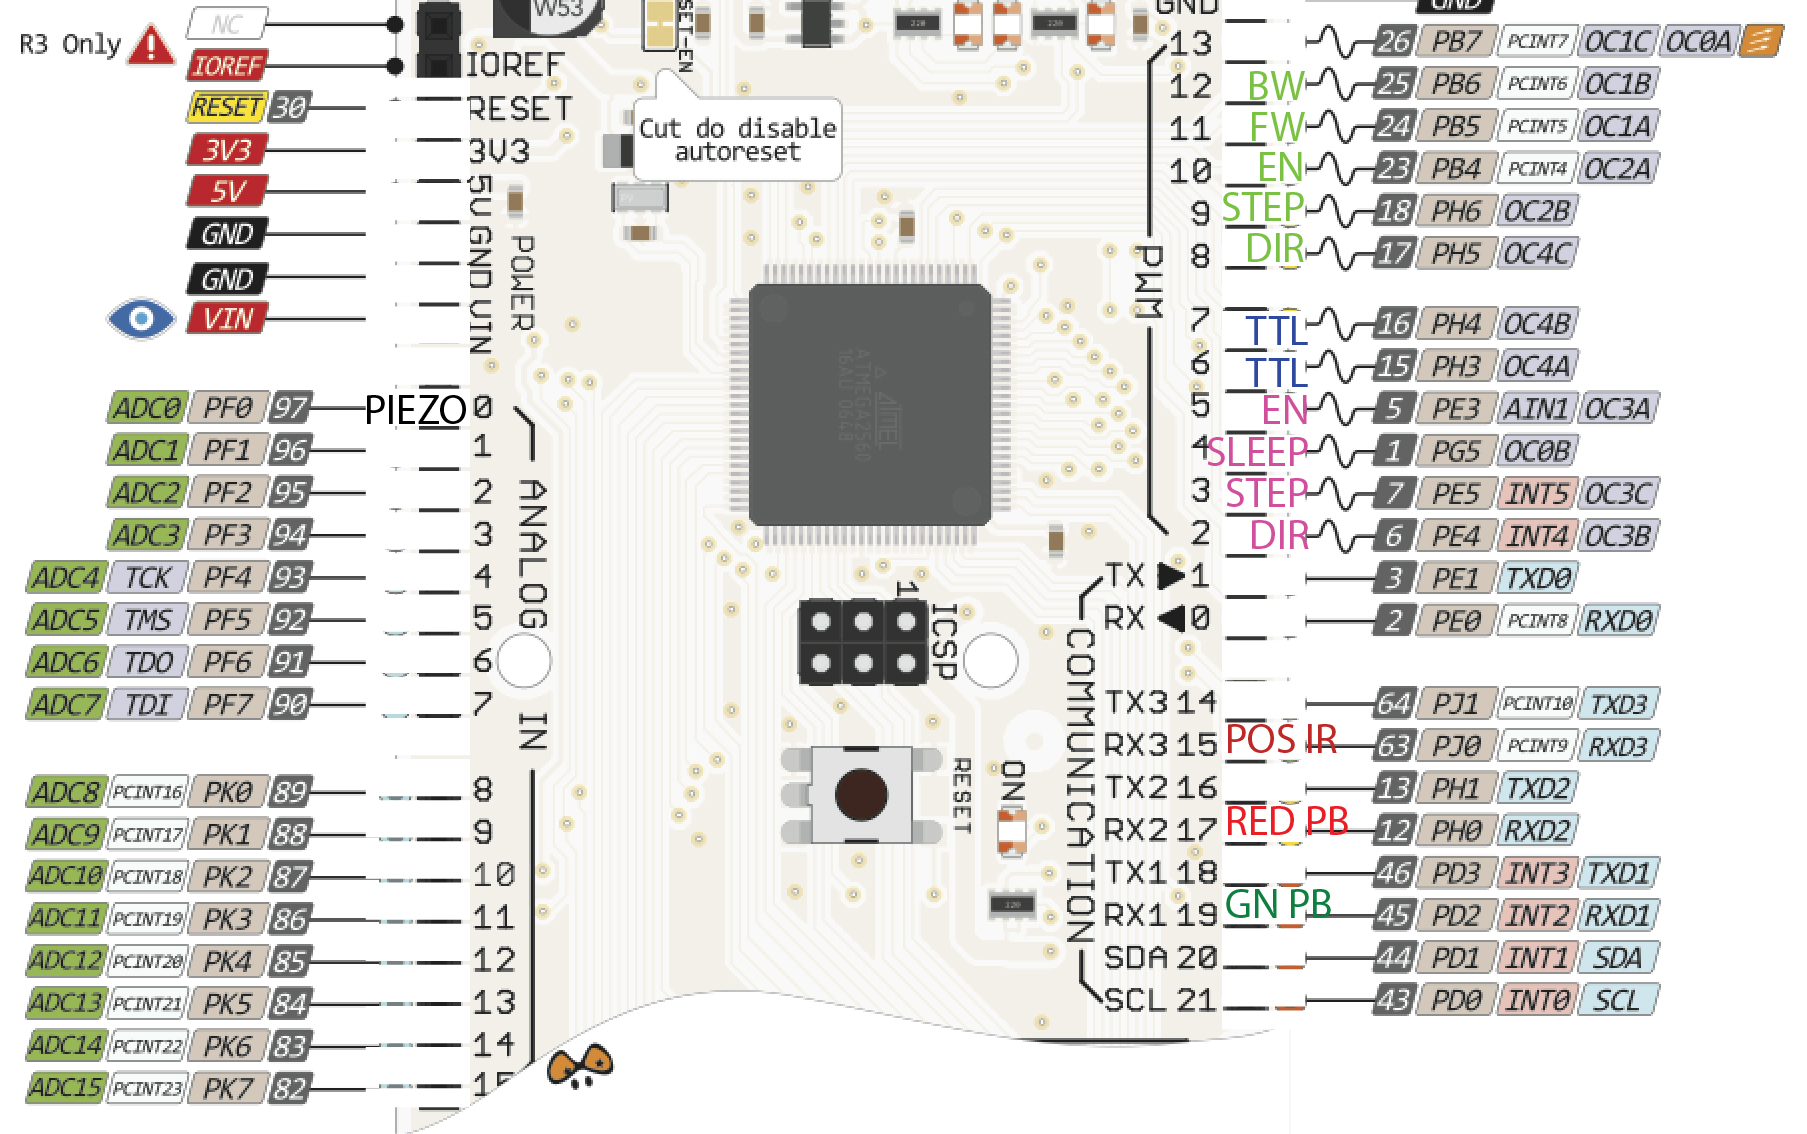 NC
R3 Only
IOREF
RESET 30
3V3
5V
GND
GND
VIN
ADC0 PF0 97 PIEZO 0
ADC1 PF1 96 1
ADC2 PF2 95 2
ADC3 PF3 94 3
ADC4 TCK PF4 93 4
ADC5 TMS PF5 92 5
ADC6 TDO PF6 91 6
ADC7 TDI PF7 90 7
ADC8 PCINT16 PK0 89 8
ADC9 PCINT17 PK1 88 9
ADC10 PCINT18 PK2 87 10
ADC11 PCINT19 PK3 86 11
ADC12 PCINT20 PK4 85 12
ADC13 PCINT21 PK5 84 13
ADC14 PCINT22 PK6 83 14
ADC15 PCINT23 PK7 82 15
IOREF
RESET
3V3
5V
GND
VIN
POWER
ANALOG IN
W53
SET-EN
220
220
Cut do disable
autoreset
ATMEL
ATMEGA2560
16AU 0648
1
ICSP
RESET
ON
120
PWM
COMMUNICATION
GND
GND
13 26 PB7 PCINT7 OC1C OC0A
12 BW 25 PB6 PCINT6 OC1B
11 FW 24 PB5 PCINT5 OC1A
10 EN 23 PB4 PCINT4 OC2A
9 STEP 18 PH6 OC2B
8 DIR 17 PH5 OC4C
7 TTL 16 PH4 OC4B
6 TTL 15 PH3 OC4A
5 EN 5 PE3 AIN1 OC3A
4 SLEEP 1 PG5 OC0B
3 STEP 7 PE5 INT5 OC3C
2 DIR 6 PE4 INT4 OC3B
TX 1 3 PE1 TXD0
RX 0 2 PE0 PCINT8 RXD0
TX3 14 64 PJ1 PCINT10 TXD3
RX3 15 POS IR 63 PJ0 PCINT9 RXD3
TX2 16 13 PH1 TXD2
RX2 17 RED PB 12 PH0 RXD2
TX1 18 46 PD3 INT3 TXD1
RX1 19 GN PB 45 PD2 INT2 RXD1
SDA 20 44 PD1 INT1 SDA
SCL 21 43 PD0 INT0 SCL